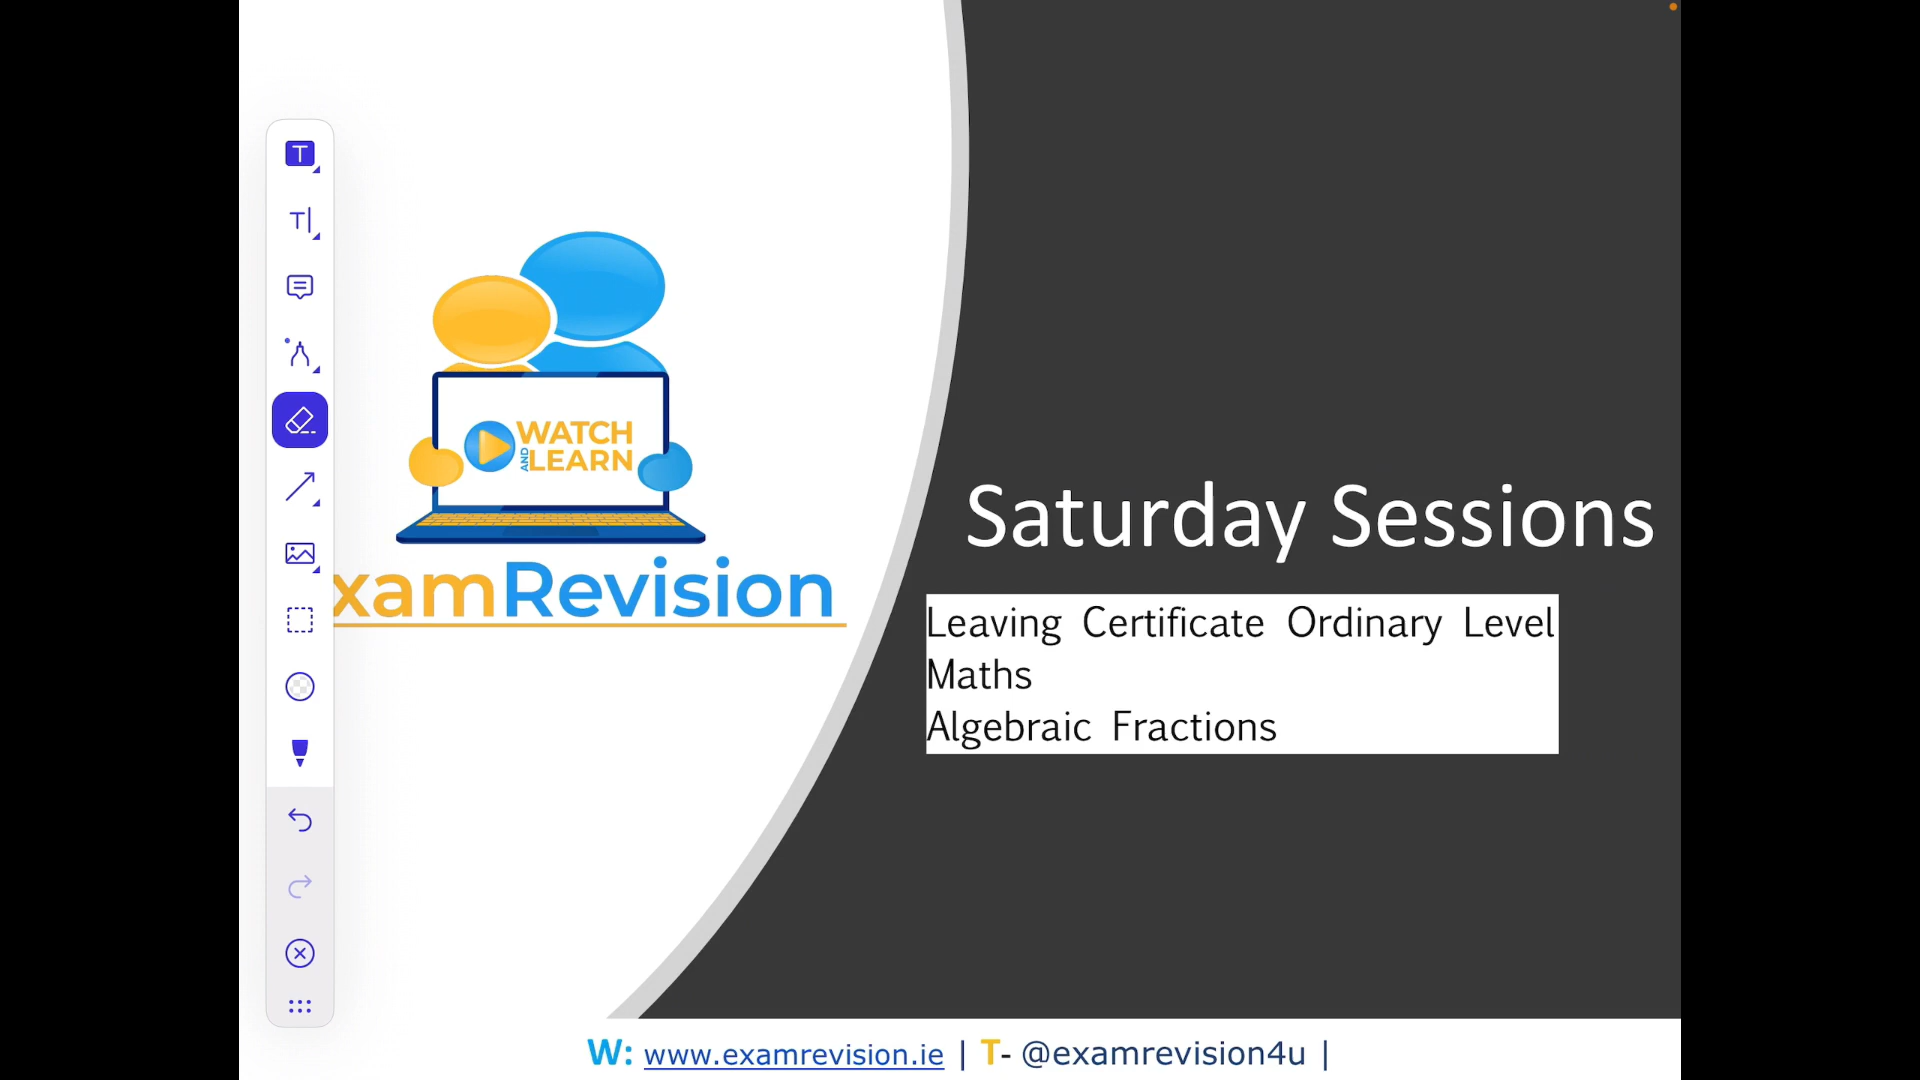 WATCH
AND LEARN
xamRevision
Saturday Sessions
Leaving Certificate Ordinary Level
Maths
Algebraic Fractions
W: www.examrevision.ie | T- @examrevision4u |